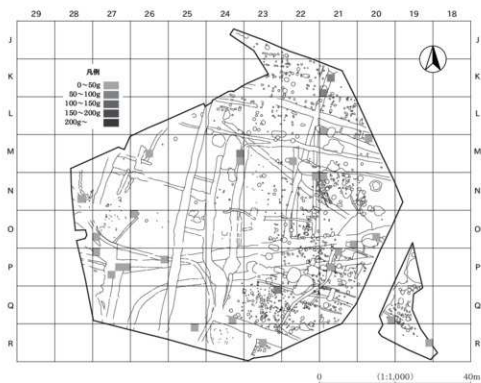 29 28 27 26 25 24 23 22 21 20 19 18
J
K
L
M
N
O
P
Q
R
J
K
L
M
N
O
P
Q
R
凡例
0～50g
50～100g
100～150g
150～200g
200g～
0 (1:1,000) 40m